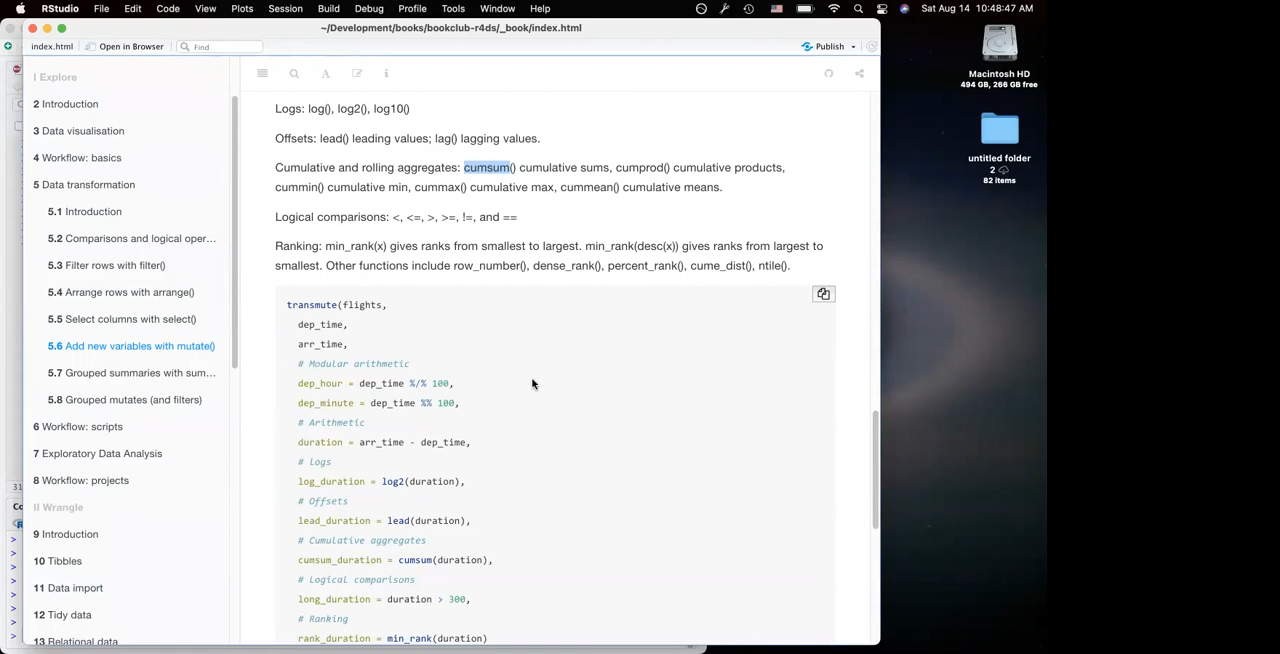 RStudio File Edit Code View Plots Session Build Debug Profile Tools Window Help Sat Aug 14 10:48:47 AM
~/Development/books/bookclub-r4ds/_book/index.html
index.html Open in Browser Find Publish
I Explore
2 Introduction
3 Data visualisation
4 Workflow: basics
5 Data transformation
5.1 Introduction
5.2 Comparisons and logical oper...
5.3 Filter rows with filter()
5.4 Arrange rows with arrange()
5.5 Select columns with select()
5.6 Add new variables with mutate()
5.7 Grouped summaries with sum...
5.8 Grouped mutates (and filters)
6 Workflow: scripts
7 Exploratory Data Analysis
8 Workflow: projects
II Wrangle
9 Introduction
10 Tibbles
11 Data import
12 Tidy data
13 Relational data
Logs: log(), log2(), log10()
Offsets: lead() leading values; lag() lagging values.
Cumulative and rolling aggregates: cumsum() cumulative sums, cumprod() cumulative products,
cummin() cumulative min, cummax() cumulative max, cummean() cumulative means.
Logical comparisons: <, <=, >, >=, !=, and ==
Ranking: min_rank(x) gives ranks from smallest to largest. min_rank(desc(x)) gives ranks from largest to
smallest. Other functions include row_number(), dense_rank(), percent_rank(), cume_dist(), ntile().
transmute(flights,
dep_time,
arr_time,
# Modular arithmetic
dep_hour = dep_time %/% 100,
dep_minute = dep_time %% 100,
# Arithmetic
duration = arr_time - dep_time,
# logs
log_duration = log2(duration),
# Offsets
lead_duration = lead(duration),
# Cumulative aggregates
cumsum_duration = cumsum(duration),
# Logical comparisons
long_duration = duration > 300,
# Ranking
rank_duration = min_rank(duration)
Macintosh HD
494 GB, 266 GB free
untitled folder
2
82 items